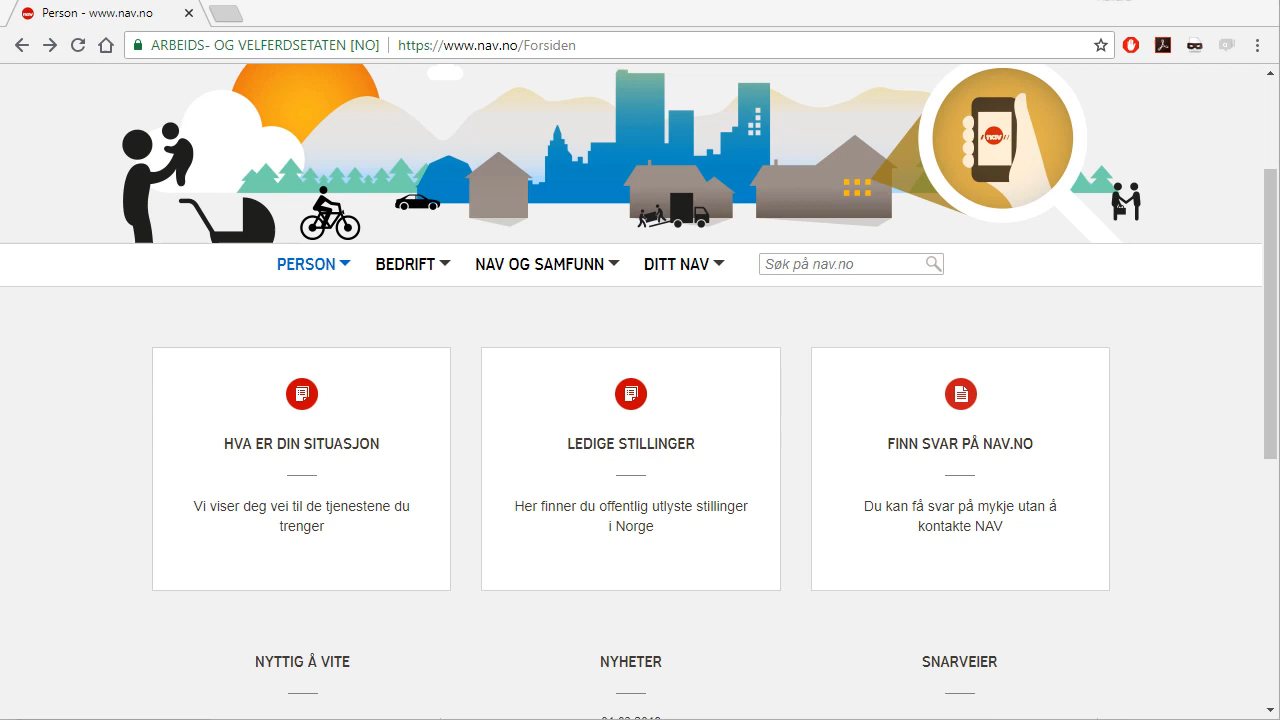 Person - www.nav.no
ARBEIDS- OG VELFERDSETATEN [NO]
https://www.nav.no/Forsiden
NAV
PERSON
BEDRIFT
NAV OG SAMFUNN
DITT NAV
Søk på nav.no
HVA ER DIN SITUASJON
Vi viser deg vei til de tjenestene du
trenger
LEDIGE STILLINGER
Her finner du offentlig utlyste stillinger
i Norge
FINN SVAR PÅ NAV.NO
Du kan få svar på mykje utan å
kontakte NAV
NYTTIG Å VITE
NYHETER
SNARVEIER